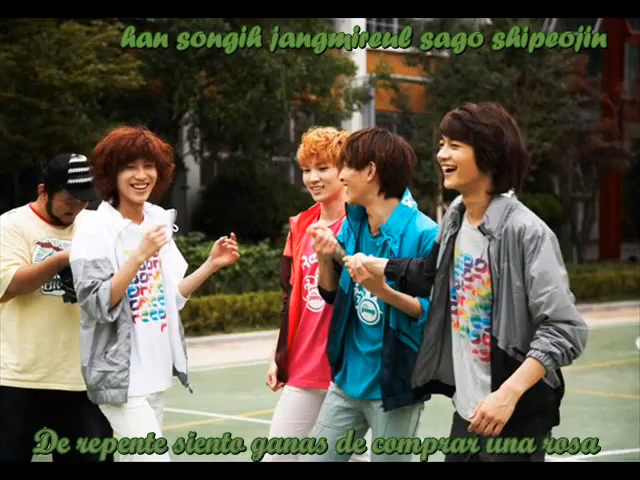 han songih jangmireul sago shipeojin
De repente siento ganas de comprar una rosa